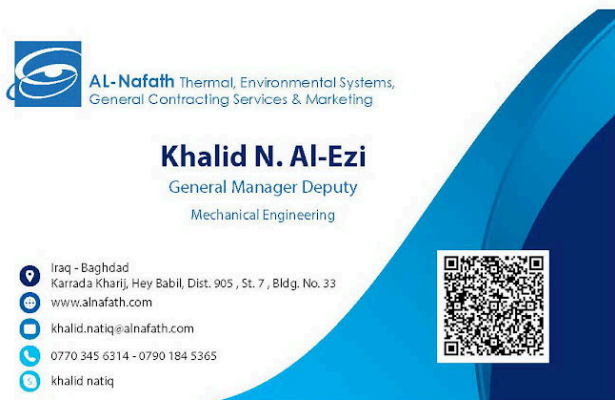 AL-Nafath Thermal, Environmental Systems,
General Contracting Services & Marketing
Khalid N. Al-Ezi
General Manager Deputy
Mechanical Engineering
Iraq - Baghdad
Karrada Kharij, Hey Babil, Dist. 905 , St. 7 , Bldg. No. 33
www.alnafath.com
khalid.natiq@alnafath.com
0770 345 6314 - 0790 184 5365
khalid natiq